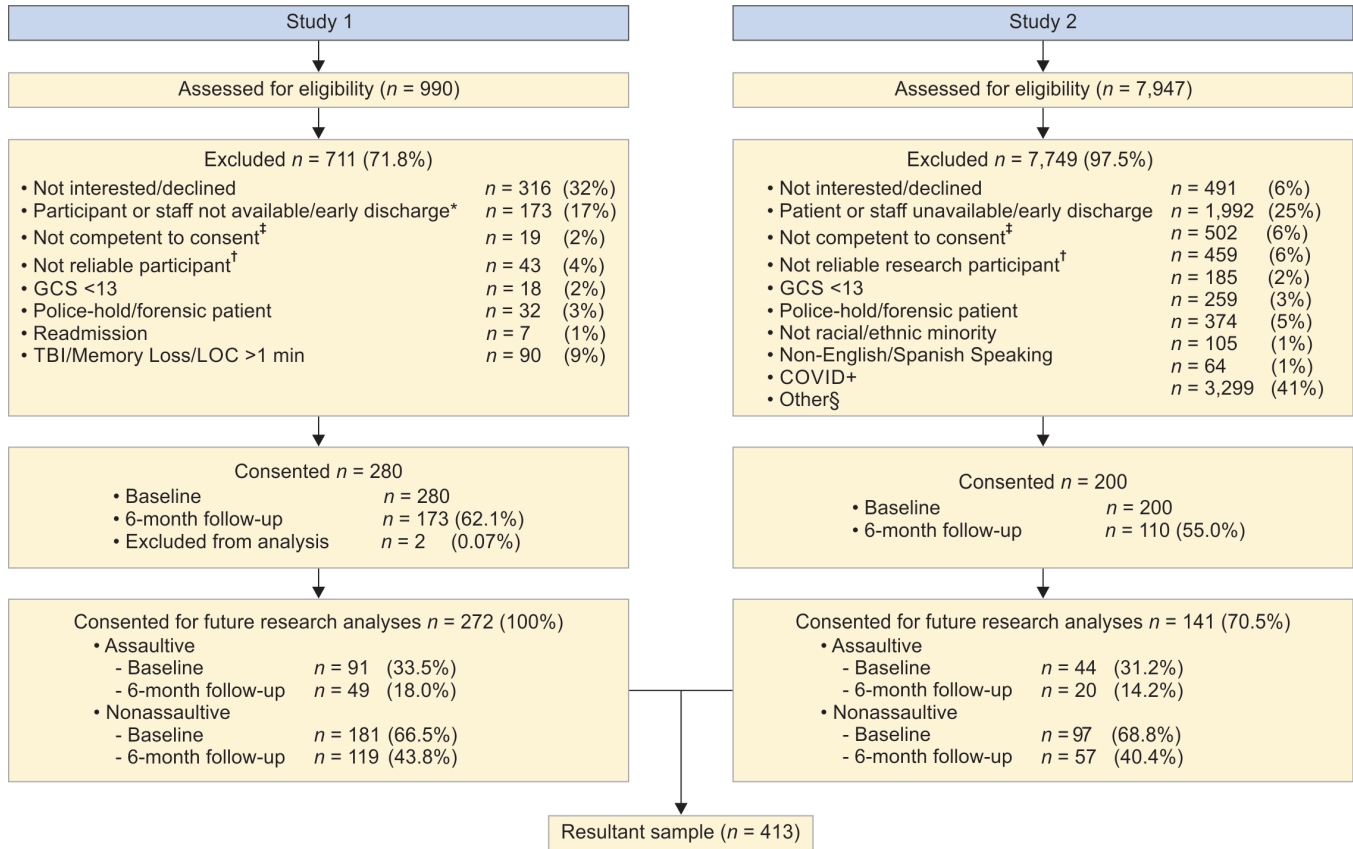 Study 1
Assessed for eligibility (n = 990)
Excluded n = 711 (71.8%)
• Not interested/declined n = 316 (32%)
• Participant or staff not available/early discharge* n = 173 (17%)
• Not competent to consent‡ n = 19 (2%)
• Not reliable participant† n = 43 (4%)
• GCS <13 n = 18 (2%)
• Police-hold/forensic patient n = 32 (3%)
• Readmission n = 7 (1%)
• TBI/Memory Loss/LOC >1 min n = 90 (9%)
Consented n = 280
• Baseline n = 280
• 6-month follow-up n = 173 (62.1%)
• Excluded from analysis n = 2 (0.07%)
Consented for future research analyses n = 272 (100%)
• Assaultive
- Baseline n = 91 (33.5%)
- 6-month follow-up n = 49 (18.0%)
• Nonassaultive
- Baseline n = 181 (66.5%)
- 6-month follow-up n = 119 (43.8%)
Study 2
Assessed for eligibility (n = 7,947)
Excluded n = 7,749 (97.5%)
• Not interested/declined n = 491 (6%)
• Patient or staff unavailable/early discharge n = 1,992 (25%)
• Not competent to consent‡ n = 502 (6%)
• Not reliable research participant† n = 459 (6%)
• GCS <13 n = 185 (2%)
• Police-hold/forensic patient n = 259 (3%)
• Not racial/ethnic minority n = 374 (5%)
• Non-English/Spanish Speaking n = 105 (1%)
• COVID+ n = 64 (1%)
• Other§ n = 3,299 (41%)
Consented n = 200
• Baseline n = 200
• 6-month follow-up n = 110 (55.0%)
Consented for future research analyses n = 141 (70.5%)
• Assaultive
- Baseline n = 44 (31.2%)
- 6-month follow-up n = 20 (14.2%)
• Nonassaultive
- Baseline n = 97 (68.8%)
- 6-month follow-up n = 57 (40.4%)
Resultant sample (n = 413)